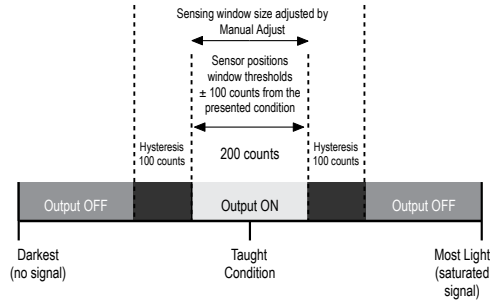 Sensing window size adjusted by
Manual Adjust
Sensor positions
window thresholds
± 100 counts from the
presented condition
Hysteresis
100 counts
200 counts
Hysteresis
100 counts
Output OFF
Output ON
Output OFF
Darkest
(no signal)
Taught
Condition
Most Light
(saturated
signal)